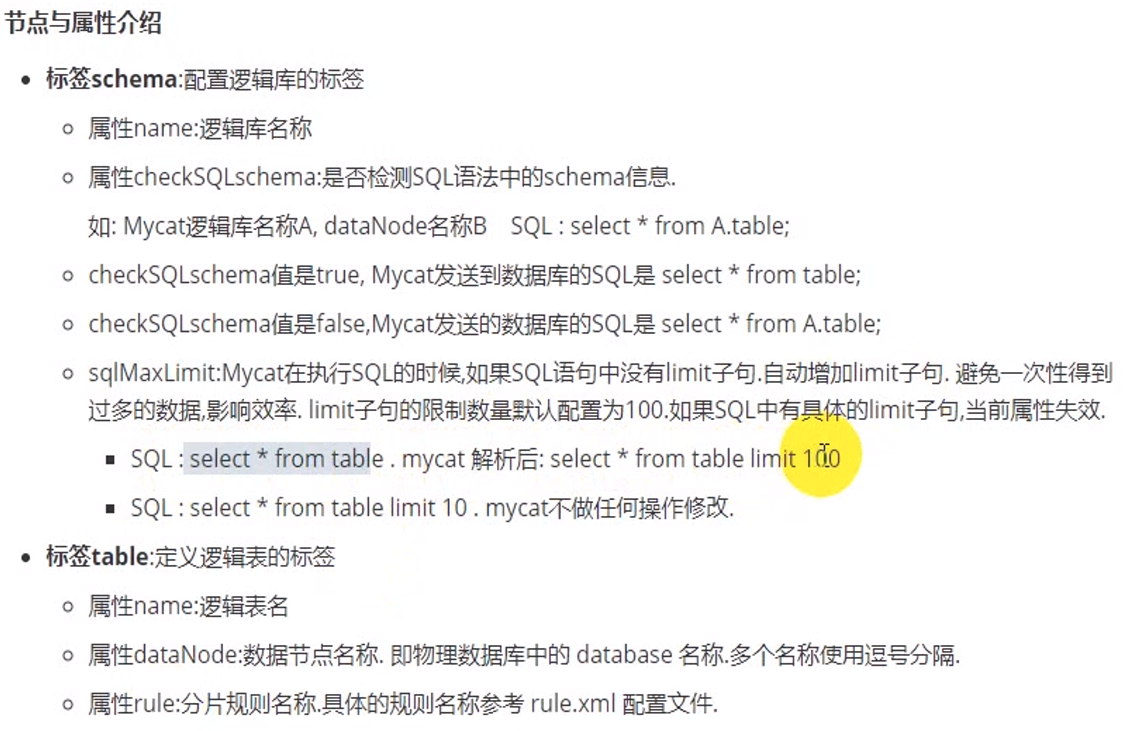 节点与属性介绍
标签schema:配置逻辑库的标签
属性name:逻辑库名称
属性checkSQLschema:是否检测SQL语法中的schema信息.
如: Mycat逻辑库名称A, dataNode名称B SQL : select * from A.table;
checkSQLschema值是true, Mycat发送到数据库的SQL是 select * from table;
checkSQLschema值是false,Mycat发送的数据库的SQL是 select * from A.table;
sqlMaxLimit:Mycat在执行SQL的时候,如果SQL语句中没有limit子句.自动增加limit子句. 避免一次性得到
过多的数据,影响效率. limit子句的限制数量默认配置为100.如果SQL中有具体的limit子句,当前属性失效.
SQL : select * from table . mycat 解析后: select * from table limit 100
SQL : select * from table limit 10 . mycat不做任何操作修改.
标签table:定义逻辑表的标签
属性name:逻辑表名
属性dataNode:数据节点名称. 即物理数据库中的 database 名称.多个名称使用逗号分隔.
属性rule:分片规则名称.具体的规则名称参考 rule.xml 配置文件.